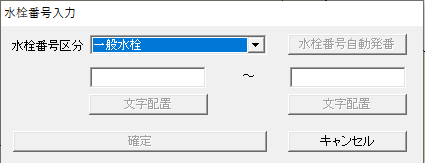 水栓番号入力
水栓番号区分 一般水栓 水栓番号自動発番
～
文字配置 文字配置
確定 キャンセル